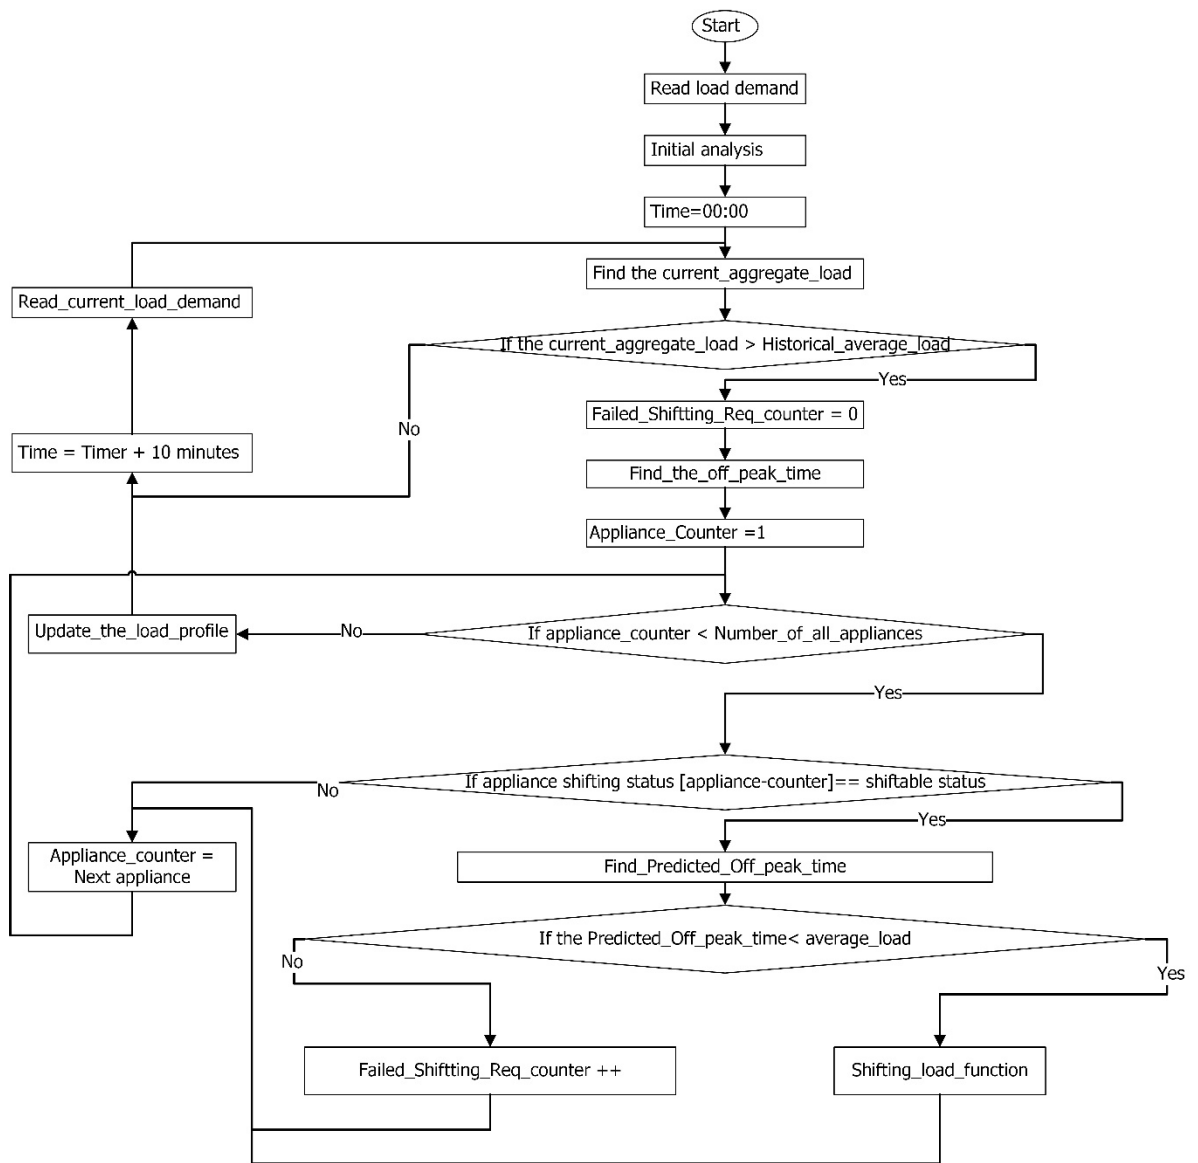 Start
Read load demand
Initial analysis
Time=00:00
Find the current_aggregate_load
Read_current_load_demand
If the current_aggregate_load > Historical_average_load
Yes
Failed_Shiftting_Req_counter = 0
No
Time = Timer + 10 minutes
Find_the_off_peak_time
Appliance_Counter =1
Update_the_load_profile
No
If appliance_counter < Number_of_all_appliances
Yes
If appliance shifting status [appliance-counter]== shiftable status
No
Yes
Appliance_counter =
Next appliance
Find_Predicted_Off_peak_time
If the Predicted_Off_peak_time< average_load
No
Yes
Failed_Shiftting_Req_counter ++
Shifting_load_function